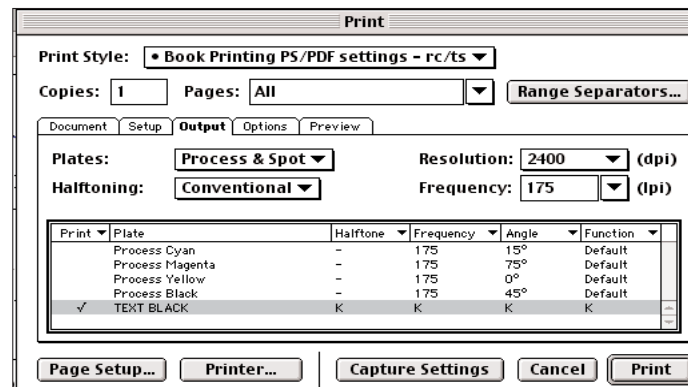 Print
Print Style: • Book Printing PS/PDF settings – rc/ts
Copies: 1 Pages: All Range Separators...
Document Setup Output Options Preview
Plates: Process & Spot Resolution: 2400 (dpi)
Halftoning: Conventional Frequency: 175 (lpi)
Print Plate Halftone Frequency Angle Function
Process Cyan – 175 15° Default
Process Magenta – 175 75° Default
Process Yellow – 175 0° Default
Process Black – 175 45° Default
√ TEXT BLACK K K K K
Page Setup... Printer... Capture Settings Cancel Print